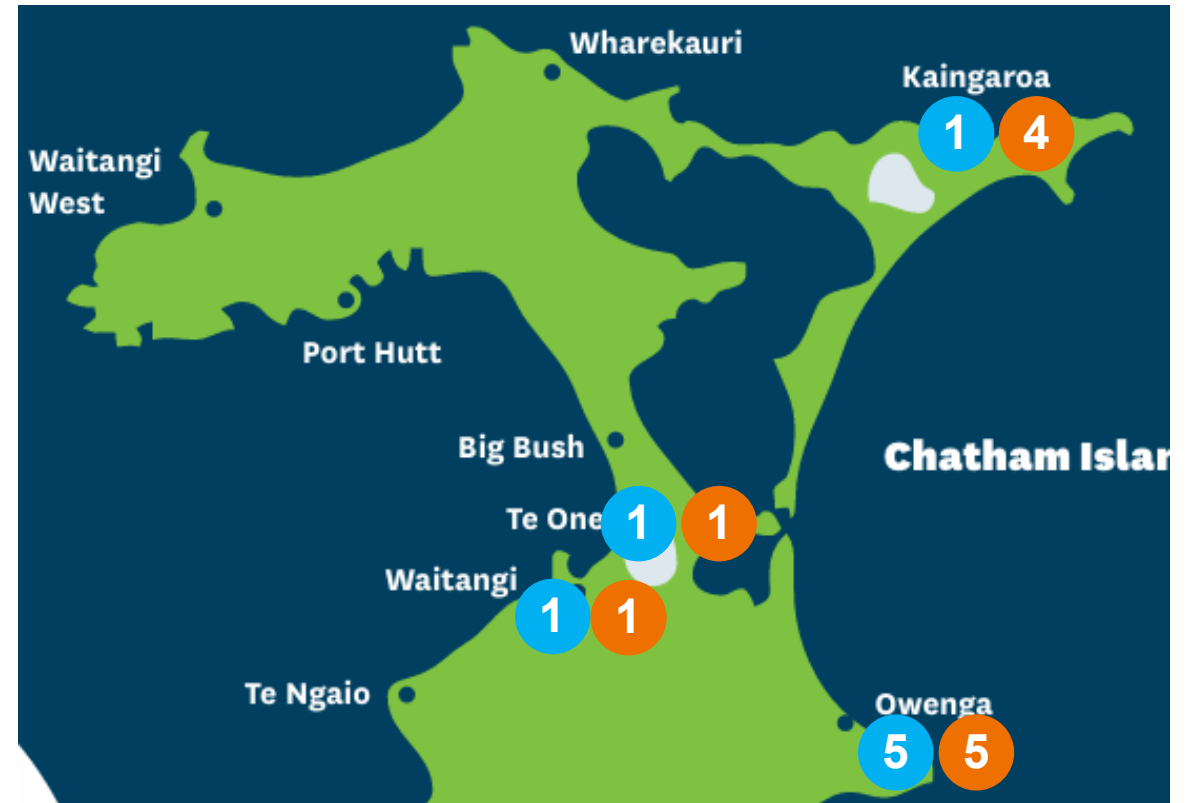 Wharekauri
Kaingaroa
1 4
Waitangi
West
Port Hutt
Big Bush
Chatham Islan
Te One 1 1
Waitangi
1 1
Te Ngaio
Owenga
5 5